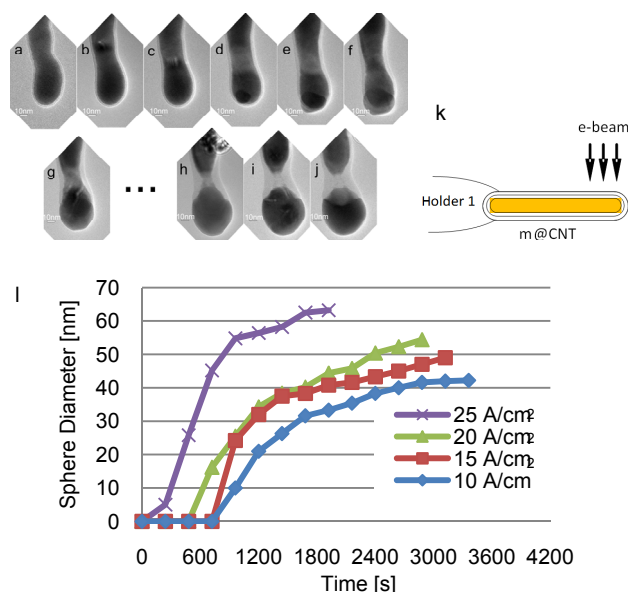 a
b
c
d
e
f
10nm
10nm
10nm
10nm
10nm
10nm
g
...
h
i
j
10nm
10nm
10nm
10nm
k
e-beam
Holder 1
m@CNT
l
Sphere Diameter [nm]
70
60
50
40
30
20
10
0
25 A/cm2
20 A/cm2
15 A/cm2
10 A/cm
0 600 1200 1800 2400 3000 3600 4200
Time [s]